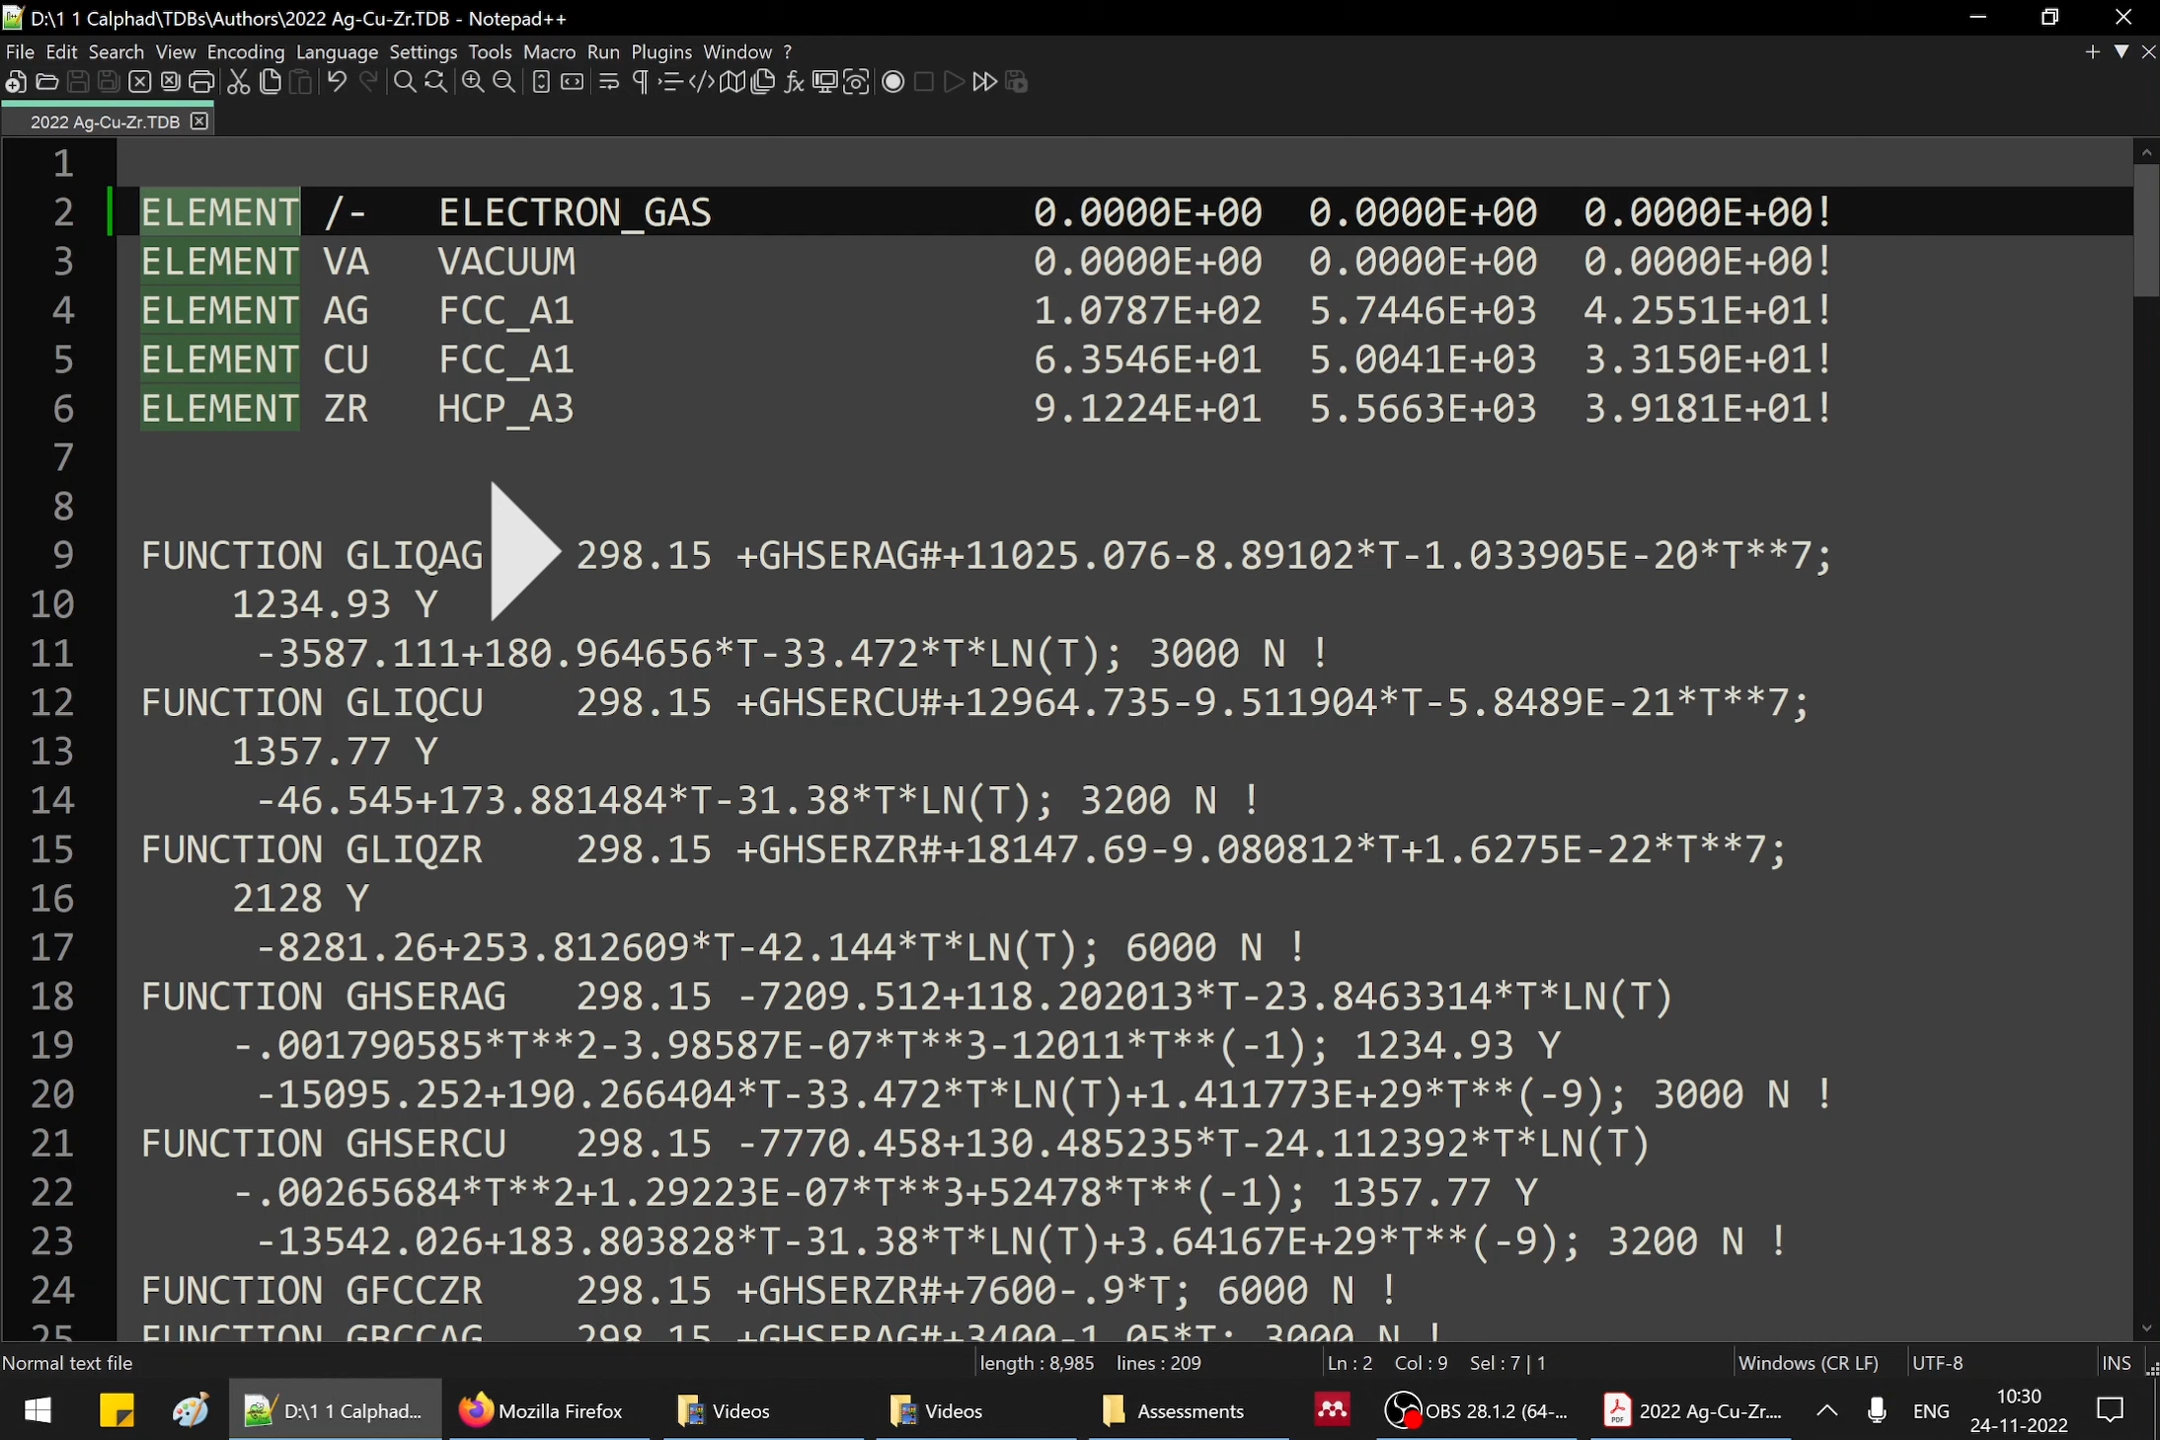 D:\1 1 Calphad\TDBs\Authors\2022 Ag-Cu-Zr.TDB - Notepad++
File Edit Search View Encoding Language Settings Tools Macro Run Plugins Window ?
2022 Ag-Cu-Zr.TDB
1
2 ELEMENT /- ELECTRON_GAS 0.0000E+00 0.0000E+00 0.0000E+00!
3 ELEMENT VA VACUUM 0.0000E+00 0.0000E+00 0.0000E+00!
4 ELEMENT AG FCC_A1 1.0787E+02 5.7446E+03 4.2551E+01!
5 ELEMENT CU FCC_A1 6.3546E+01 5.0041E+03 3.3150E+01!
6 ELEMENT ZR HCP_A3 9.1224E+01 5.5663E+03 3.9181E+01!
7
8
9 FUNCTION GLIQAG 298.15 +GHSERAG#+11025.076-8.89102*T-1.033905E-20*T**7;
10 1234.93 Y
11 -3587.111+180.964656*T-33.472*T*LN(T); 3000 N !
12 FUNCTION GLIQCU 298.15 +GHSERCU#+12964.735-9.511904*T-5.8489E-21*T**7;
13 1357.77 Y
14 -46.545+173.881484*T-31.38*T*LN(T); 3200 N !
15 FUNCTION GLIQZR 298.15 +GHSERZR#+18147.69-9.080812*T+1.6275E-22*T**7;
16 2128 Y
17 -8281.26+253.812609*T-42.144*T*LN(T); 6000 N !
18 FUNCTION GHSERAG 298.15 -7209.512+118.202013*T-23.8463314*T*LN(T)
19 -.001790585*T**2-3.98587E-07*T**3-12011*T**(-1); 1234.93 Y
20 -15095.252+190.266404*T-33.472*T*LN(T)+1.411773E+29*T**(-9); 3000 N !
21 FUNCTION GHSERCU 298.15 -7770.458+130.485235*T-24.112392*T*LN(T)
22 -.00265684*T**2+1.29223E-07*T**3+52478*T**(-1); 1357.77 Y
23 -13542.026+183.803828*T-31.38*T*LN(T)+3.64167E+29*T**(-9); 3200 N !
24 FUNCTION GFCCZR 298.15 +GHSERZR#+7600-.9*T; 6000 N !
25 FUNCTION GBCCAG 298.15 +GHSERAG#+3400-1.05*T; 3000 N !
Normal text file length : 8,985 lines : 209 Ln : 2 Col : 9 Sel : 7 | 1 Windows (CR LF) UTF-8 INS
D:\1 1 Calphad... Mozilla Firefox Videos Videos Assessments OBS 28.1.2 (64-... 2022 Ag-Cu-Zr.... ENG 10:30
24-11-2022